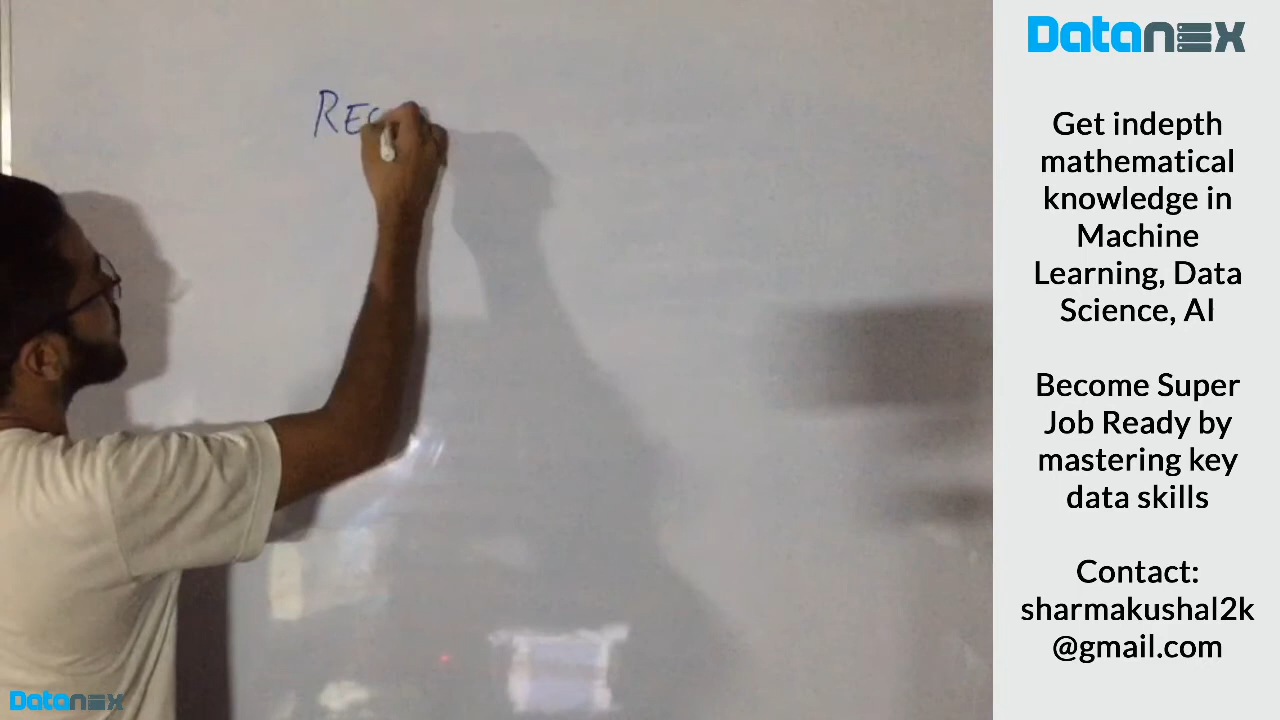 Datanex
Get indepth
mathematical
knowledge in
Machine
Learning, Data
Science, AI
Become Super
Job Ready by
mastering key
data skills
Contact:
sharmakushal2k
@gmail.com
Datanex